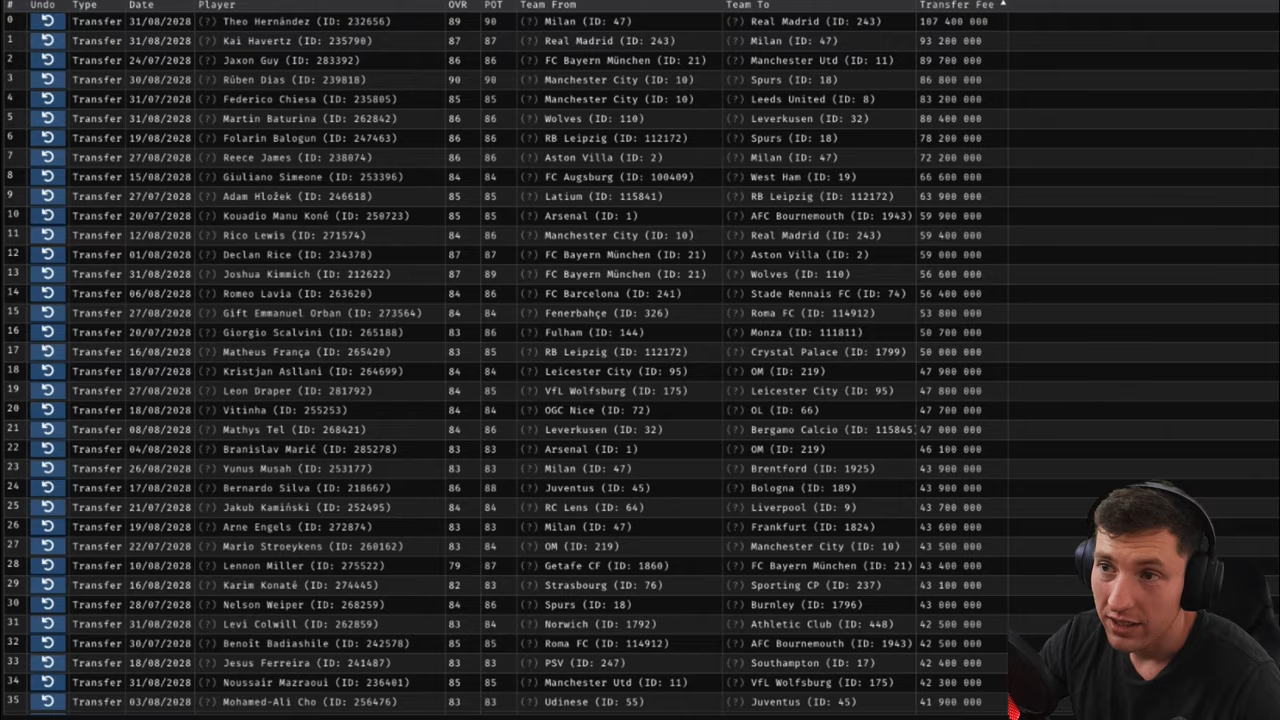 # Undo Type Date Player OVR POT Team From Team To Transfer Fee
0 Transfer 31/08/2028 (?) Theo Hernández (ID: 232656) 89 90 (?) Milan (ID: 47) (?) Real Madrid (ID: 243) 107 400 000
1 Transfer 31/08/2028 (?) Kai Havertz (ID: 235790) 87 87 (?) Real Madrid (ID: 243) (?) Milan (ID: 47) 93 200 000
2 Transfer 24/07/2028 (?) Jaxon Guy (ID: 283392) 86 86 (?) FC Bayern München (ID: 21) (?) Manchester Utd (ID: 11) 89 700 000
3 Transfer 30/08/2028 (?) Rúben Dias (ID: 239818) 90 90 (?) Manchester City (ID: 10) (?) Spurs (ID: 18) 86 800 000
4 Transfer 31/07/2028 (?) Federico Chiesa (ID: 235805) 85 85 (?) Manchester City (ID: 10) (?) Leeds United (ID: 8) 83 200 000
5 Transfer 31/08/2028 (?) Martin Baturina (ID: 262842) 86 86 (?) Wolves (ID: 110) (?) Leverkusen (ID: 32) 80 400 000
6 Transfer 19/08/2028 (?) Folarin Balogun (ID: 247463) 86 86 (?) RB Leipzig (ID: 112172) (?) Spurs (ID: 18) 78 200 000
7 Transfer 27/08/2028 (?) Reece James (ID: 238074) 86 86 (?) Aston Villa (ID: 2) (?) Milan (ID: 47) 72 200 000
8 Transfer 15/08/2028 (?) Giuliano Simeone (ID: 253396) 84 84 (?) FC Augsburg (ID: 100409) (?) West Ham (ID: 19) 66 600 000
9 Transfer 27/07/2028 (?) Adam Hložek (ID: 246618) 85 85 (?) Latium (ID: 115841) (?) RB Leipzig (ID: 112172) 63 900 000
10 Transfer 20/07/2028 (?) Kouadio Manu Koné (ID: 250723) 85 85 (?) Arsenal (ID: 1) (?) AFC Bournemouth (ID: 1943) 59 900 000
11 Transfer 12/08/2028 (?) Rico Lewis (ID: 271574) 84 86 (?) Manchester City (ID: 10) (?) Real Madrid (ID: 243) 59 400 000
12 Transfer 01/08/2028 (?) Declan Rice (ID: 234378) 87 87 (?) FC Bayern München (ID: 21) (?) Aston Villa (ID: 2) 59 000 000
13 Transfer 31/08/2028 (?) Joshua Kimmich (ID: 212622) 87 89 (?) FC Bayern München (ID: 21) (?) Wolves (ID: 110) 56 600 000
14 Transfer 06/08/2028 (?) Romeo Lavia (ID: 263620) 84 86 (?) FC Barcelona (ID: 241) (?) Stade Rennais FC (ID: 74) 56 400 000
15 Transfer 27/08/2028 (?) Gift Emmanuel Orban (ID: 273564) 84 84 (?) Fenerbahçe (ID: 326) (?) Roma FC (ID: 114912) 53 800 000
16 Transfer 20/07/2028 (?) Giorgio Scalvini (ID: 265188) 83 86 (?) Fulham (ID: 144) (?) Monza (ID: 111811) 50 700 000
17 Transfer 16/08/2028 (?) Matheus França (ID: 265420) 83 85 (?) RB Leipzig (ID: 112172) (?) Crystal Palace (ID: 1799) 50 000 000
18 Transfer 18/07/2028 (?) Kristjan Asllani (ID: 264699) 84 84 (?) Leicester City (ID: 95) (?) OM (ID: 219) 47 900 000
19 Transfer 27/08/2028 (?) Leon Draper (ID: 281792) 84 85 (?) VfL Wolfsburg (ID: 175) (?) Leicester City (ID: 95) 47 800 000
20 Transfer 18/08/2028 (?) Vitinha (ID: 255253) 84 84 (?) OGC Nice (ID: 72) (?) OL (ID: 66) 47 700 000
21 Transfer 08/08/2028 (?) Mathys Tel (ID: 268421) 84 86 (?) Leverkusen (ID: 32) (?) Bergamo Calcio (ID: 115845) 47 000 000
22 Transfer 04/08/2028 (?) Branislav Marić (ID: 285278) 83 83 (?) Arsenal (ID: 1) (?) OM (ID: 219) 46 100 000
23 Transfer 26/08/2028 (?) Yunus Musah (ID: 253177) 83 83 (?) Milan (ID: 47) (?) Brentford (ID: 1925) 43 900 000
24 Transfer 17/08/2028 (?) Bernardo Silva (ID: 218667) 86 88 (?) Juventus (ID: 45) (?) Bologna (ID: 189) 43 900 000
25 Transfer 21/07/2028 (?) Jakub Kamiński (ID: 252495) 84 84 (?) RC Lens (ID: 64) (?) Liverpool (ID: 9) 43 700 000
26 Transfer 19/08/2028 (?) Arne Engels (ID: 272874) 83 83 (?) Milan (ID: 47) (?) Frankfurt (ID: 1824) 43 600 000
27 Transfer 22/07/2028 (?) Mario Stroeykens (ID: 260162) 83 84 (?) OM (ID: 219) (?) Manchester City (ID: 10) 43 500 000
28 Transfer 10/08/2028 (?) Lennon Miller (ID: 275522) 79 87 (?) Getafe CF (ID: 1860) (?) FC Bayern München (ID: 21) 43 400 000
29 Transfer 16/08/2028 (?) Karim Konaté (ID: 274445) 82 83 (?) Strasbourg (ID: 76) (?) Sporting CP (ID: 237) 43 100 000
30 Transfer 28/07/2028 (?) Nelson Weiper (ID: 268259) 84 86 (?) Spurs (ID: 18) (?) Burnley (ID: 1796) 43 000 000
31 Transfer 31/08/2028 (?) Levi Colwill (ID: 262859) 83 84 (?) Norwich (ID: 1792) (?) Athletic Club (ID: 448) 42 500 000
32 Transfer 30/07/2028 (?) Benoît Badiashile (ID: 242578) 85 85 (?) Roma FC (ID: 114912) (?) AFC Bournemouth (ID: 1943) 42 500 000
33 Transfer 18/08/2028 (?) Jesus Ferreira (ID: 241487) 83 83 (?) PSV (ID: 247) (?) Southampton (ID: 17) 42 400 000
34 Transfer 31/08/2028 (?) Noussair Mazraoui (ID: 236401) 85 85 (?) Manchester Utd (ID: 11) (?) VfL Wolfsburg (ID: 175) 42 300 000
35 Transfer 03/08/2028 (?) Mohamed-Ali Cho (ID: 256476) 83 83 (?) Udinese (ID: 55) (?) Juventus (ID: 45) 41 900 000